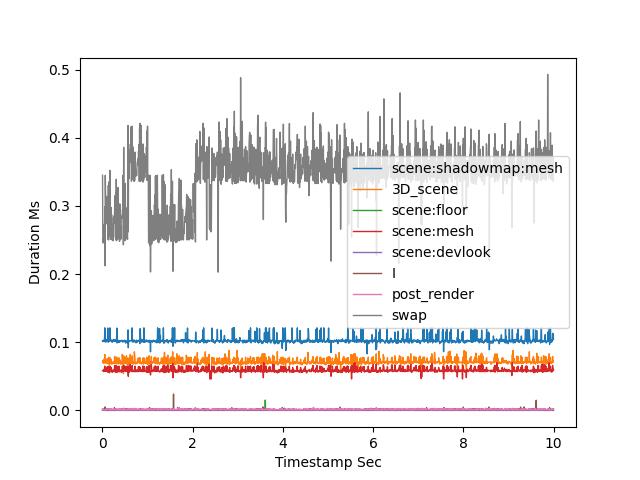 0.5
0.4
0.3
0.2
0.1
0.0
Duration Ms
scene:shadowmap:mesh
3D_scene
scene:floor
scene:mesh
scene:devlook
I
post_render
swap
0 2 4 6 8 10
Timestamp Sec